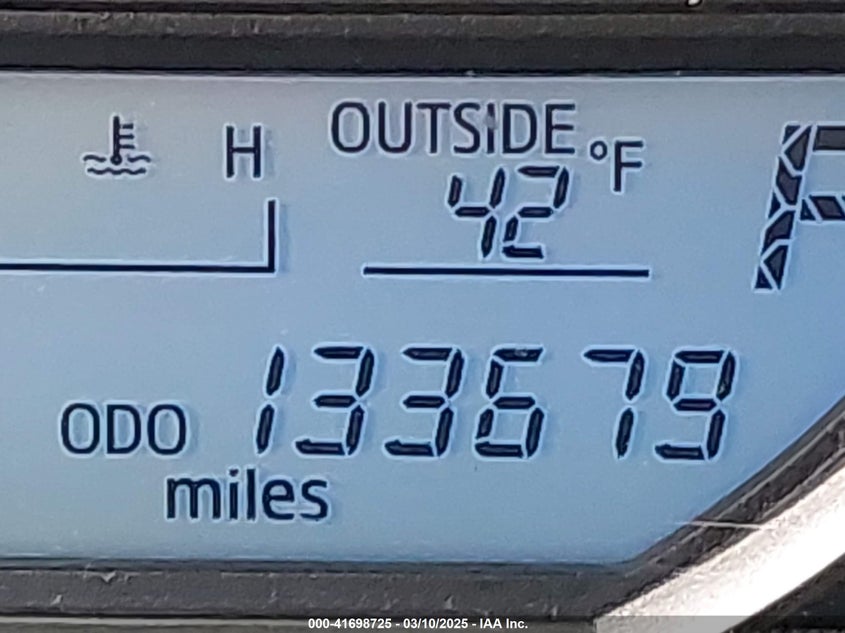 H
OUTSIDE
42 °F
ODO 133679
miles
000-41698725 - 03/10/2025 - IAA Inc.